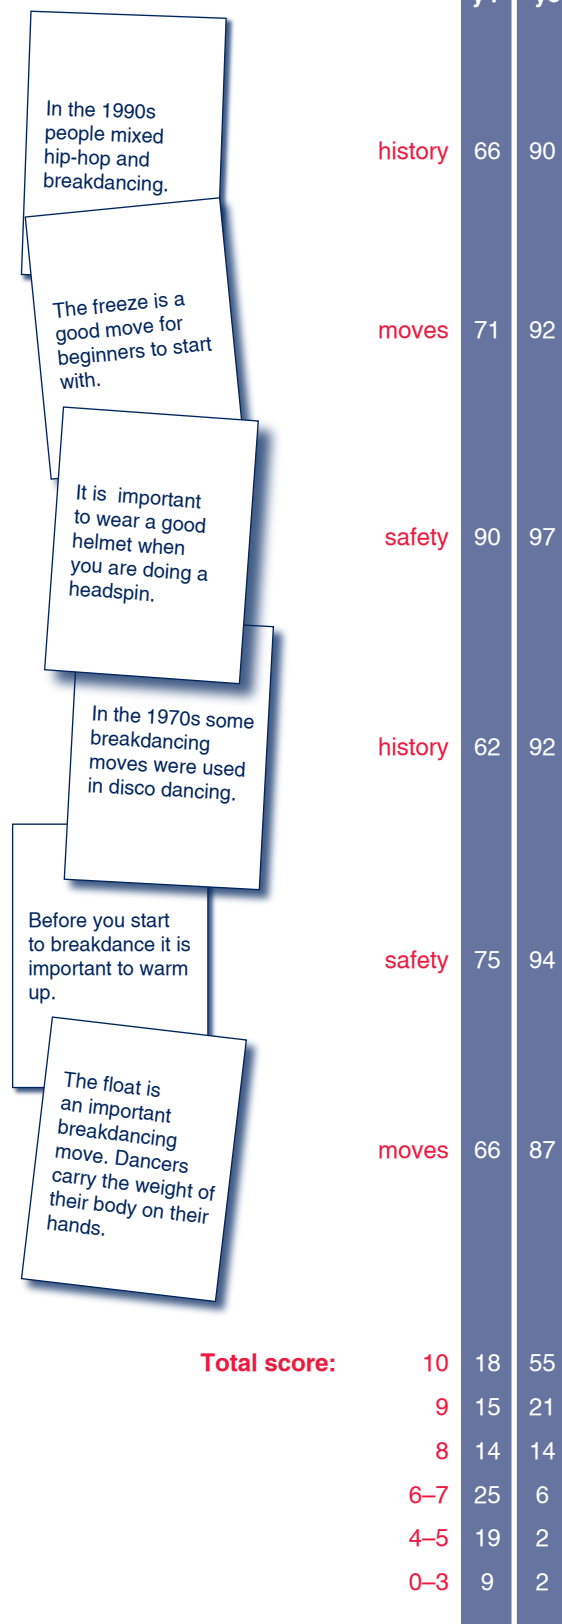 In the 1990s
people mixed
hip-hop and
breakdancing.
history 66 90
The freeze is a
good move for
beginners to start
with.
moves 71 92
It is important
to wear a good
helmet when
you are doing a
headspin.
safety 90 97
In the 1970s some
breakdancing
moves were used
in disco dancing.
history 62 92
Before you start
to breakdance it is
important to warm
up.
safety 75 94
The float is
an important
breakdancing
move. Dancers
carry the weight of
their body on their
hands.
moves 66 87
Total score: 10 18 55
9 15 21
8 14 14
6–7 25 6
4–5 19 2
0–3 9 2